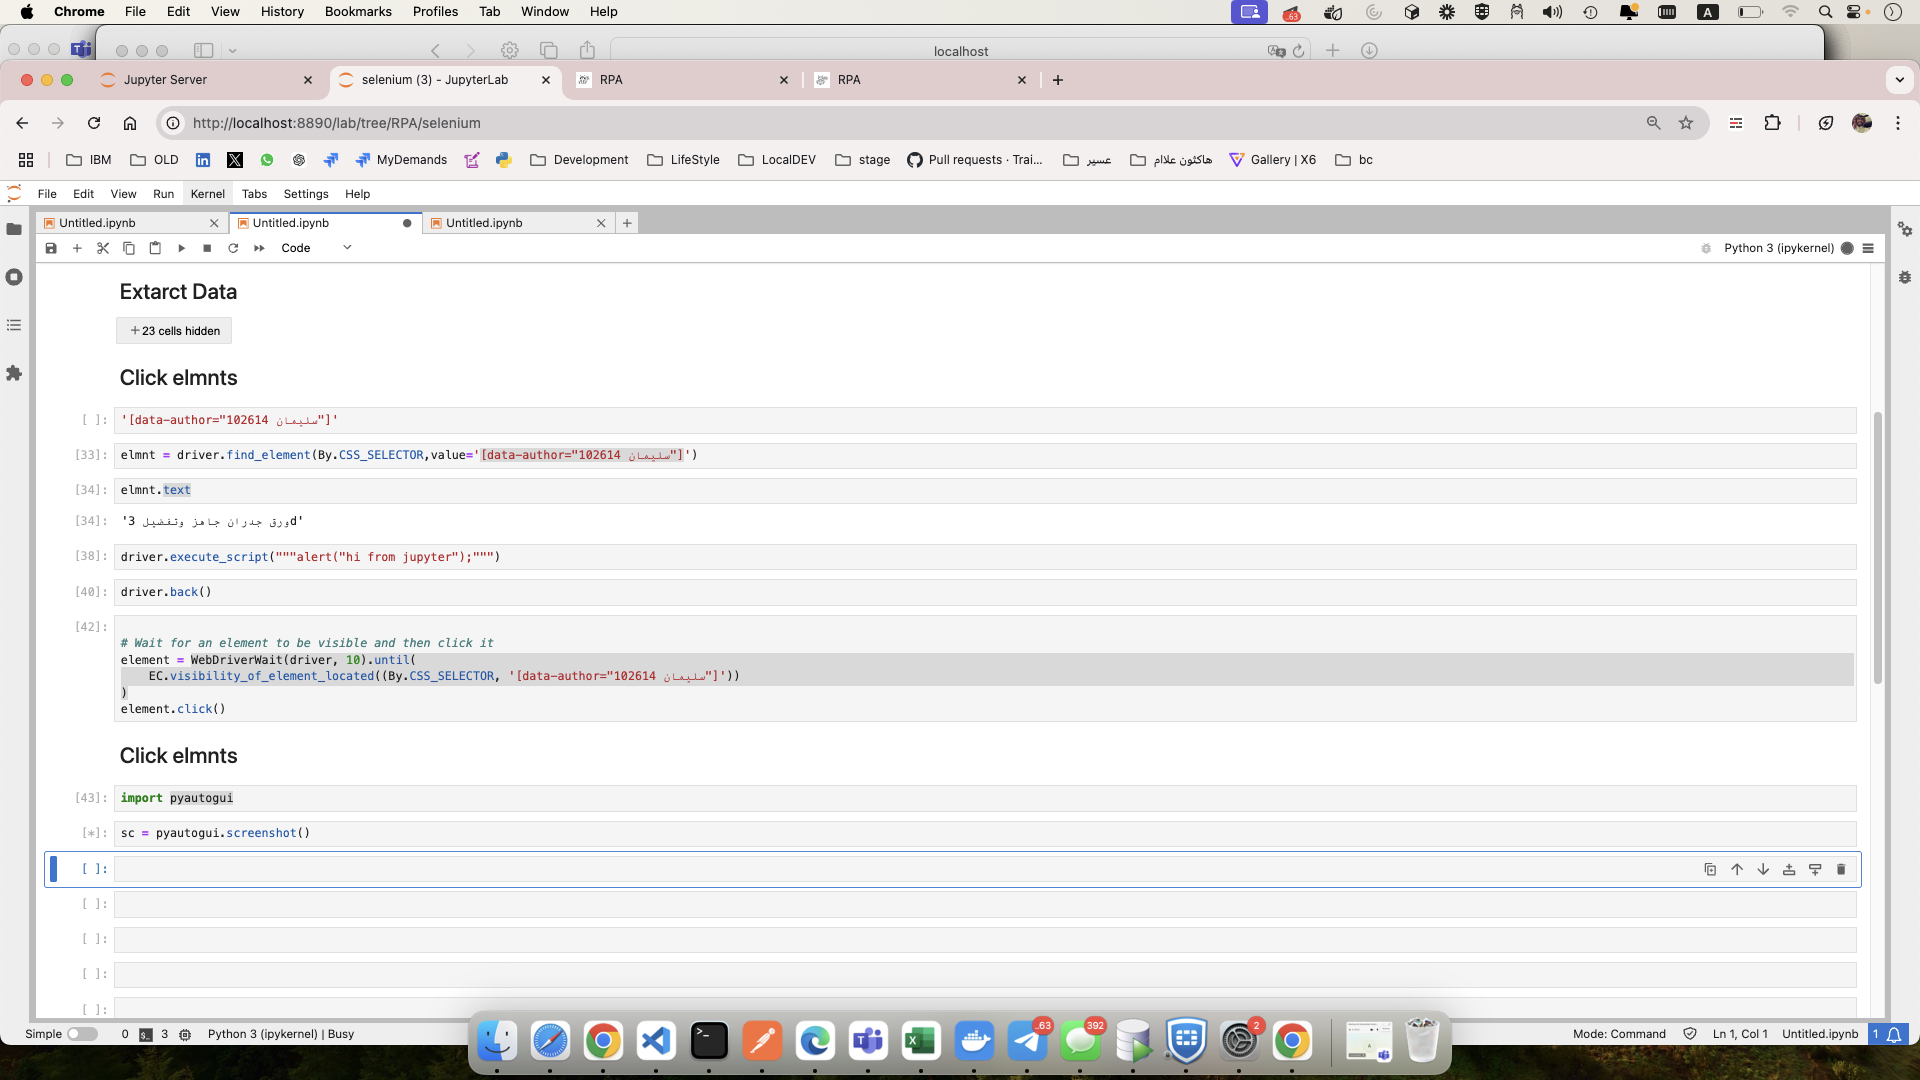 Chrome File Edit View History Bookmarks Profiles Tab Window Help
.63
A
localhost
Jupyter Server
selenium (3) - JupyterLab
RPA
RPA
http://localhost:8890/lab/tree/RPA/selenium
IBM
OLD
MyDemands
Development
LifeStyle
LocalDEV
stage
Pull requests · Trai...
عسير
هاكثون علاام
Gallery | X6
bc
File Edit View Run Kernel Tabs Settings Help
Untitled.ipynb
Untitled.ipynb
Untitled.ipynb
Code
Python 3 (ipykernel)
Extarct Data
+ 23 cells hidden
Click elmnts
[ ]: '[data-author="102614 سليمان"]'
[33]: elmnt = driver.find_element(By.CSS_SELECTOR,value='[data-author="102614 سليمان"]')
[34]: elmnt.text
[34]: 'ورق جدران جاهز وتفضيل 3d'
[38]: driver.execute_script("""alert("hi from jupyter");""")
[40]: driver.back()
[42]:
# Wait for an element to be visible and then click it
element = WebDriverWait(driver, 10).until(
EC.visibility_of_element_located((By.CSS_SELECTOR, '[data-author="102614 سليمان"]'))
)
element.click()
Click elmnts
[43]: import pyautogui
[*]: sc = pyautogui.screenshot()
[ ]:
[ ]:
[ ]:
[ ]:
[ ]:
Simple
0
3
Python 3 (ipykernel) | Busy
.63
392
2
Mode: Command
Ln 1, Col 1
Untitled.ipynb
1